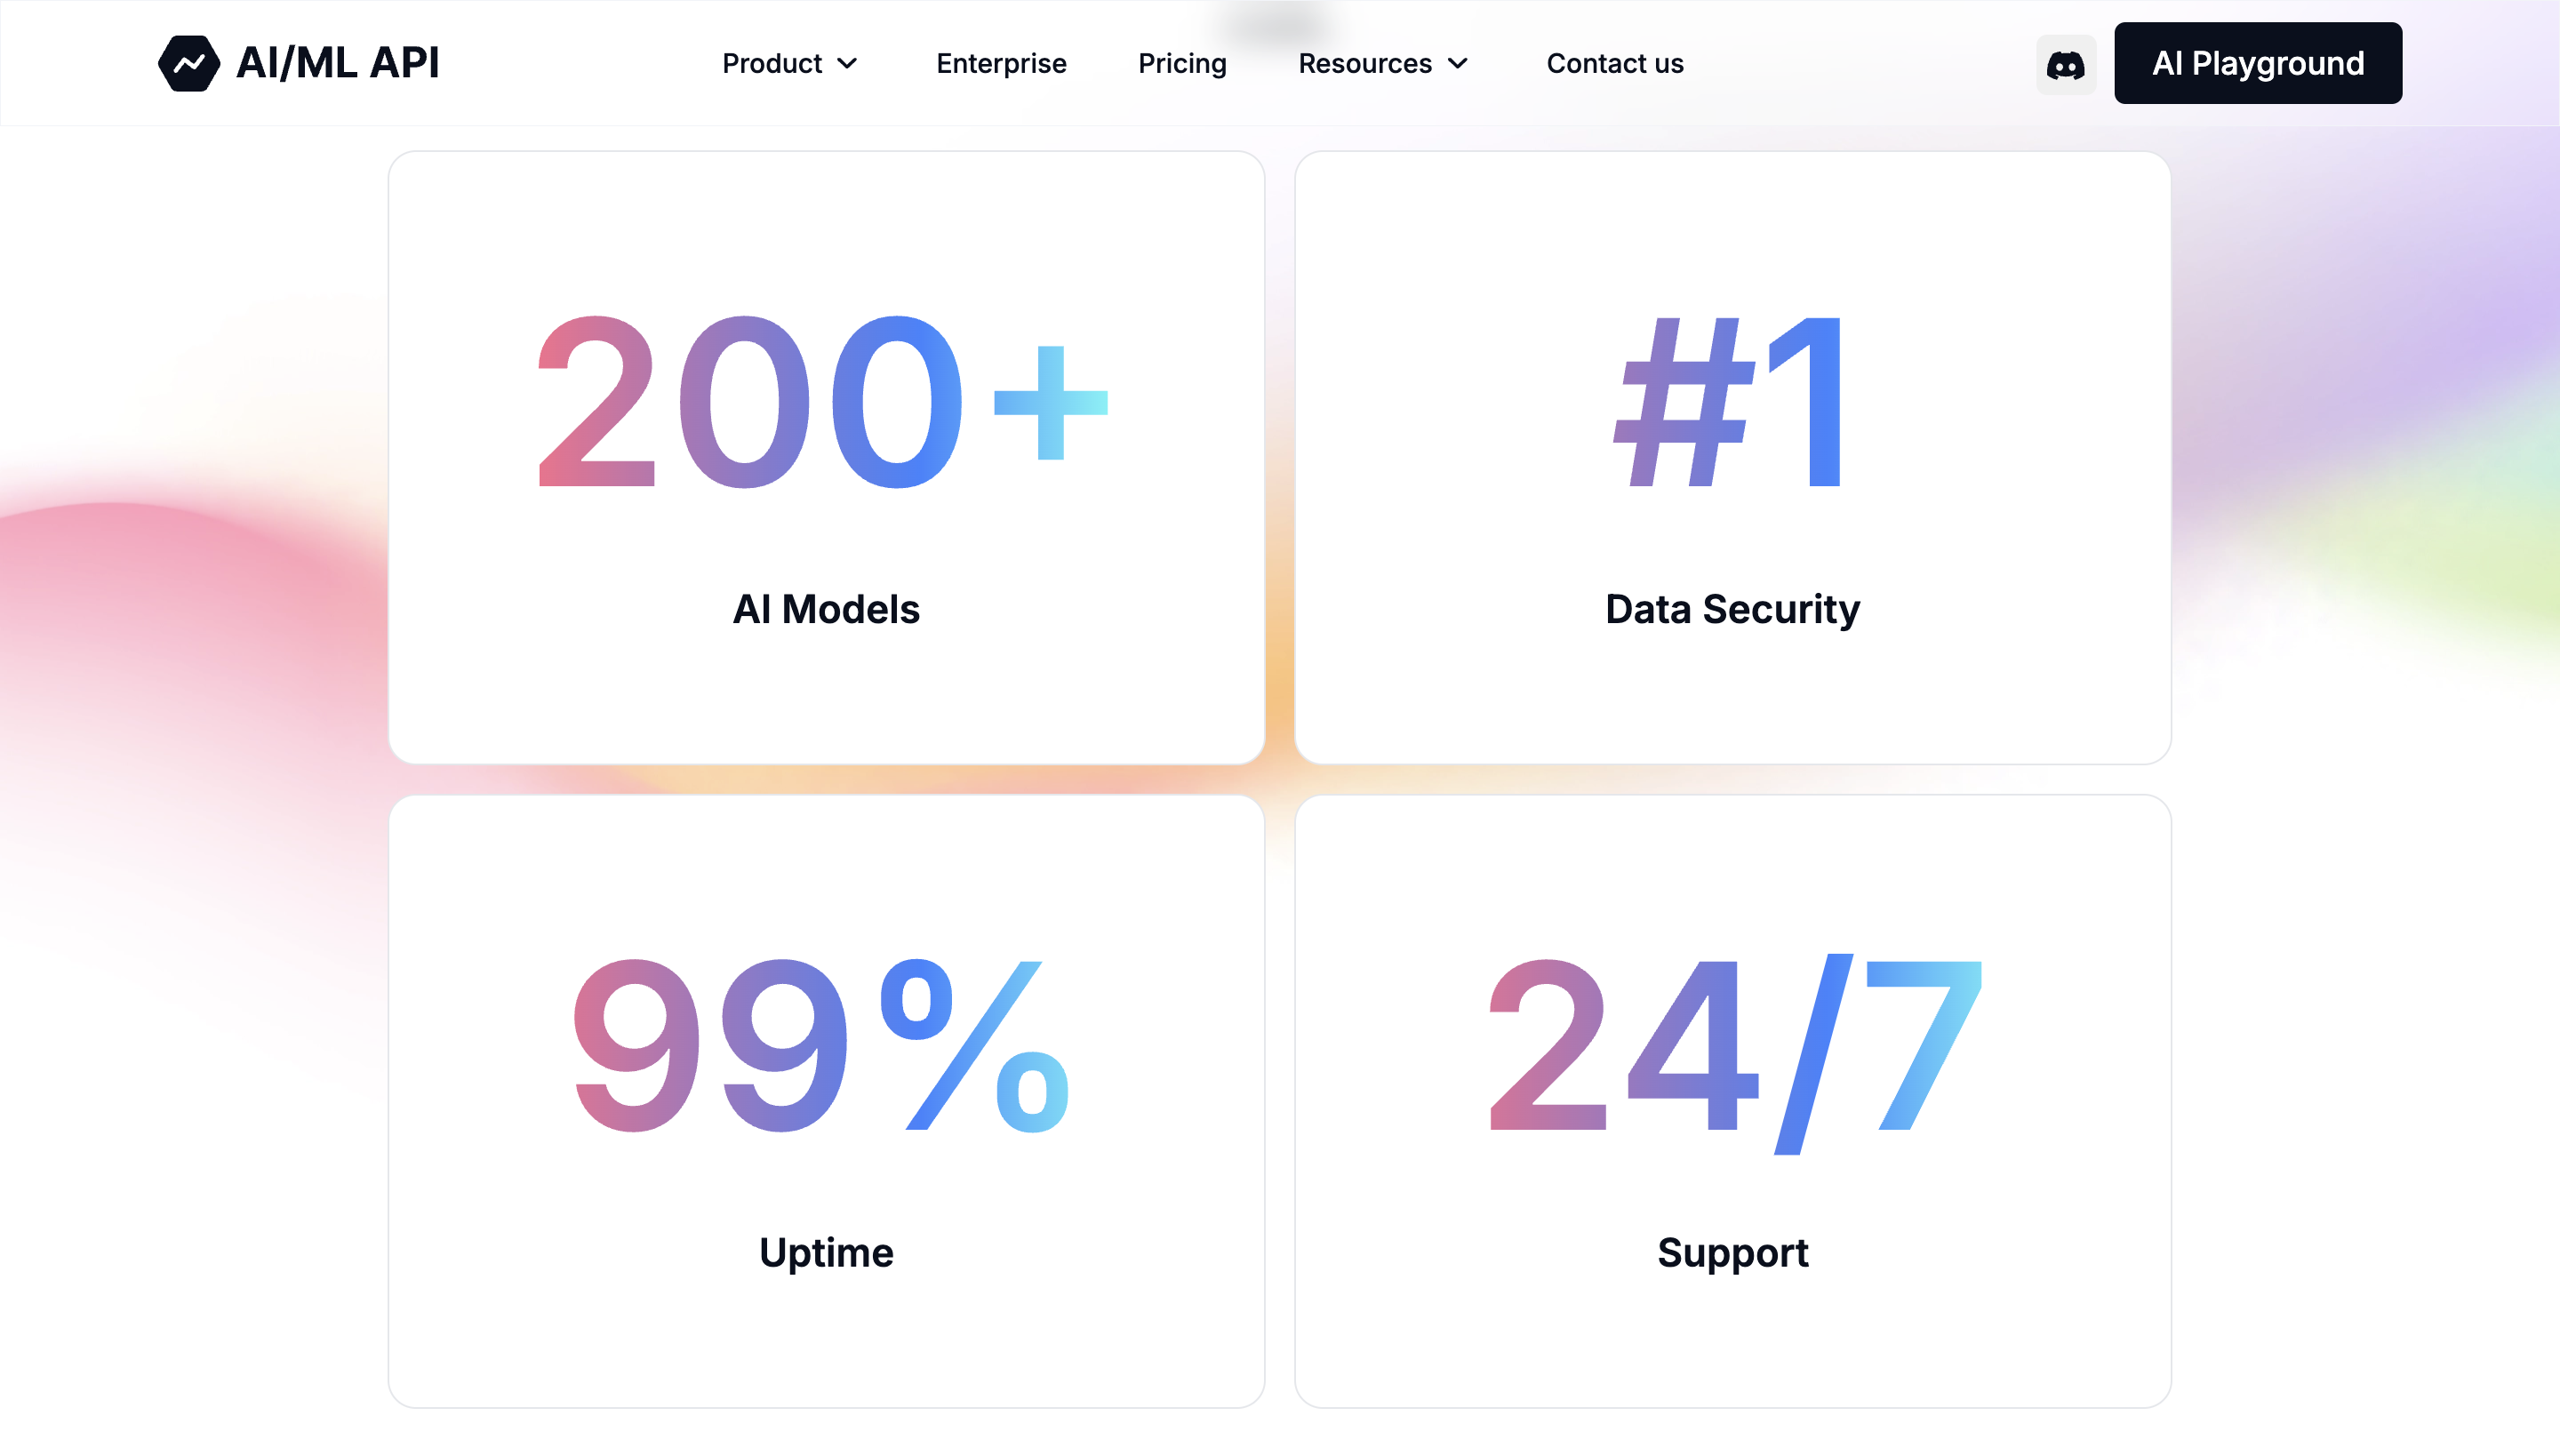 AI/ML API
Product
Enterprise
Pricing
Resources
Contact us
AI Playground
200+
AI Models
#1
Data Security
99%
Uptime
24/7
Support